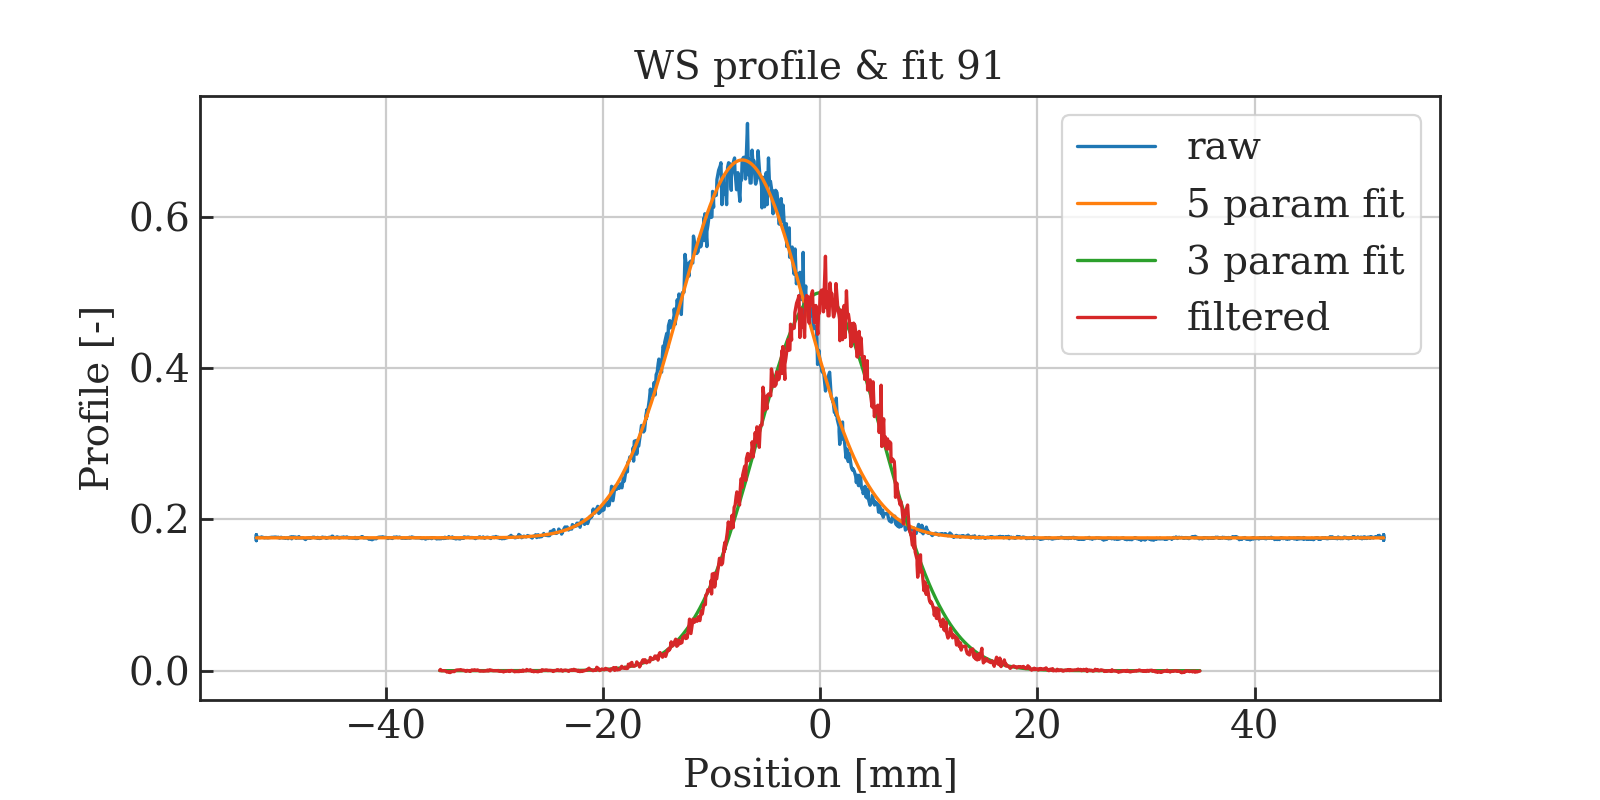 WS profile & fit 91
raw
5 param fit
3 param fit
filtered
Profile [-]
0.6
0.4
0.2
0.0
−40 −20 0 20 40
Position [mm]